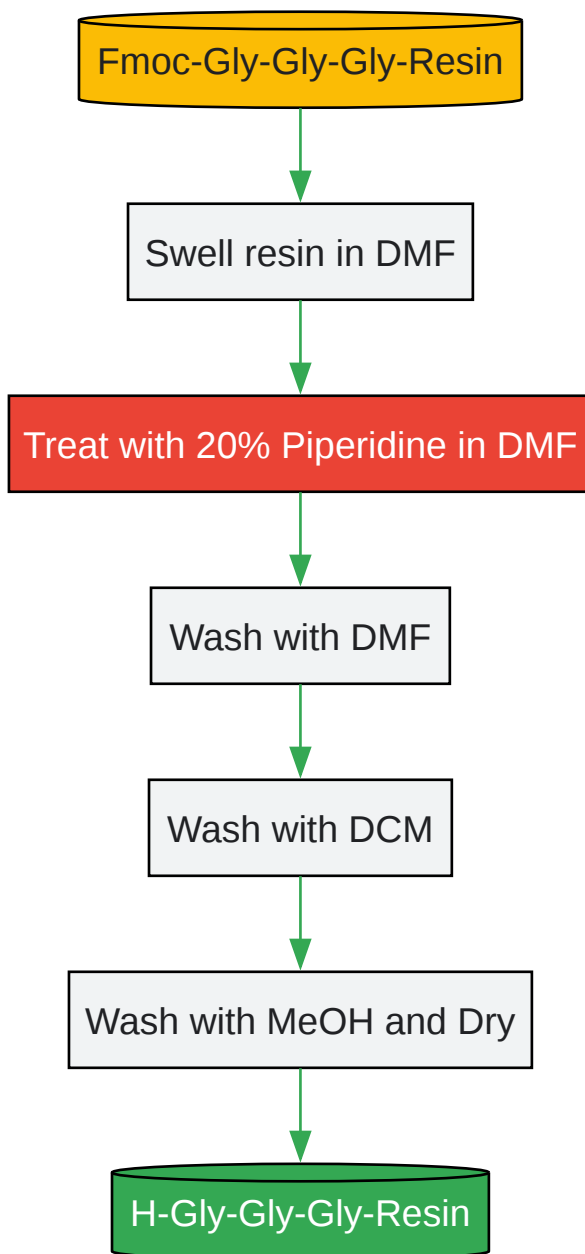 Fmoc-Gly-Gly-Gly-Resin
Swell resin in DMF
Treat with 20% Piperidine in DMF
Wash with DMF
Wash with DCM
Wash with MeOH and Dry
H-Gly-Gly-Gly-Resin